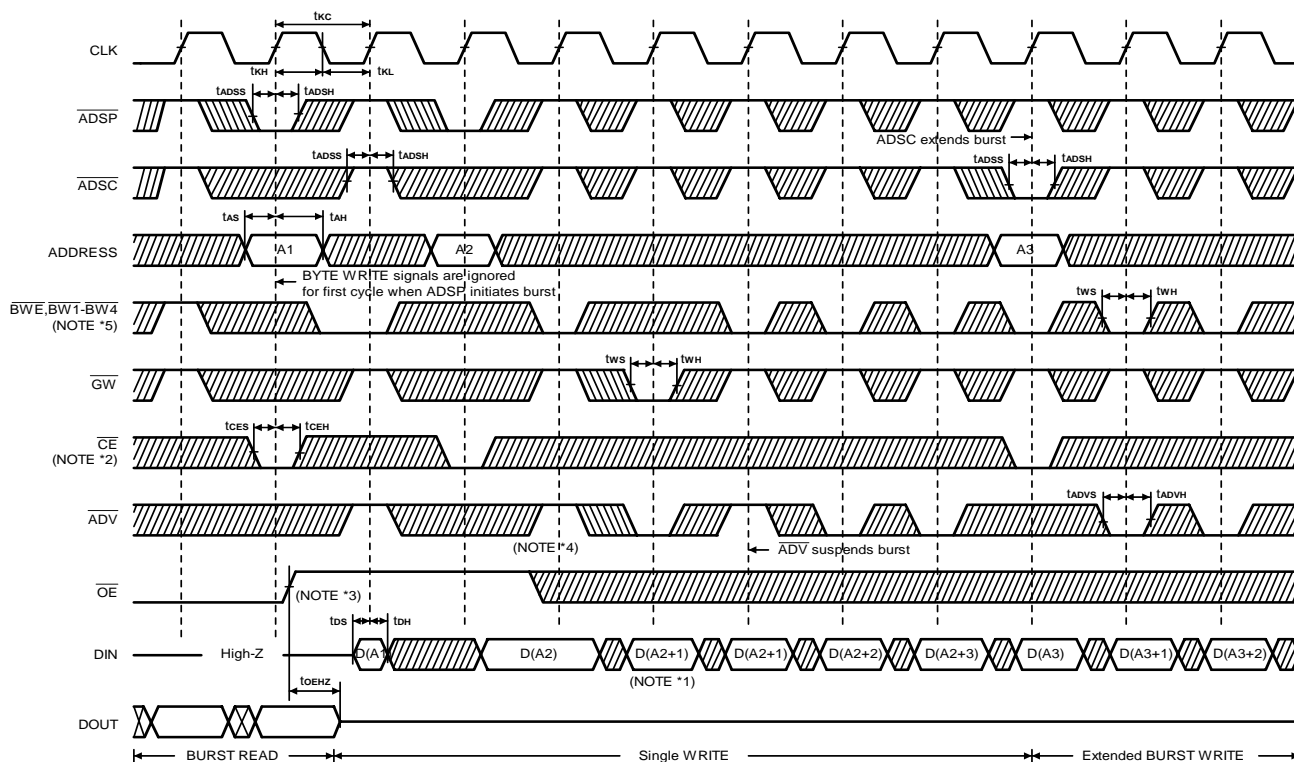 tKC
CLK
tKH tKL
tADSS tADSH
ADSP
ADSC extends burst
tADSS tADSH tADSS tADSH
ADSC
tAS tAH
ADDRESS A1 A2 A3
BYTE WRITE signals are ignored
for first cycle when ADSP initiates burst
BWE,BW1-BW4
(NOTE *5)
tWS tWH
tWS tWH
GW
tCES tCEH
CE
(NOTE *2)
tADVS tADVH
ADV
(NOTE *4) ADV suspends burst
OE
(NOTE *3)
tDS tDH
DIN High-Z D(A1 D(A2) D(A2+1) D(A2+1) D(A2+2) D(A2+3) D(A3) D(A3+1) D(A3+2)
(NOTE *1)
tOEHZ
DOUT
BURST READ Single WRITE Extended BURST WRITE